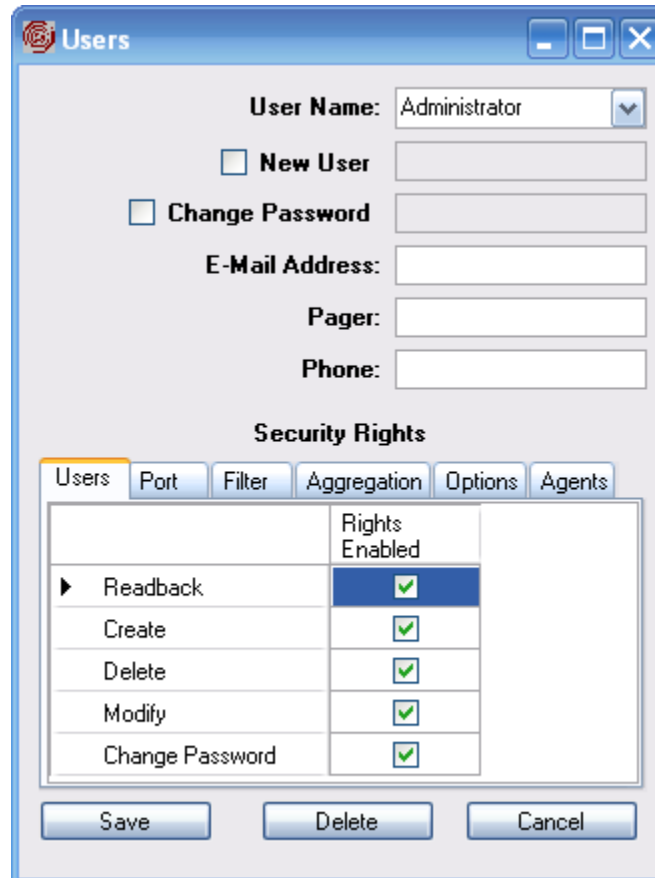 Users
User Name: Administrator
New User
Change Password
E-Mail Address:
Pager:
Phone:
Security Rights
Users Port Filter Aggregation Options Agents
Rights
Enabled
Readback
Create
Delete
Modify
Change Password
Save Delete Cancel